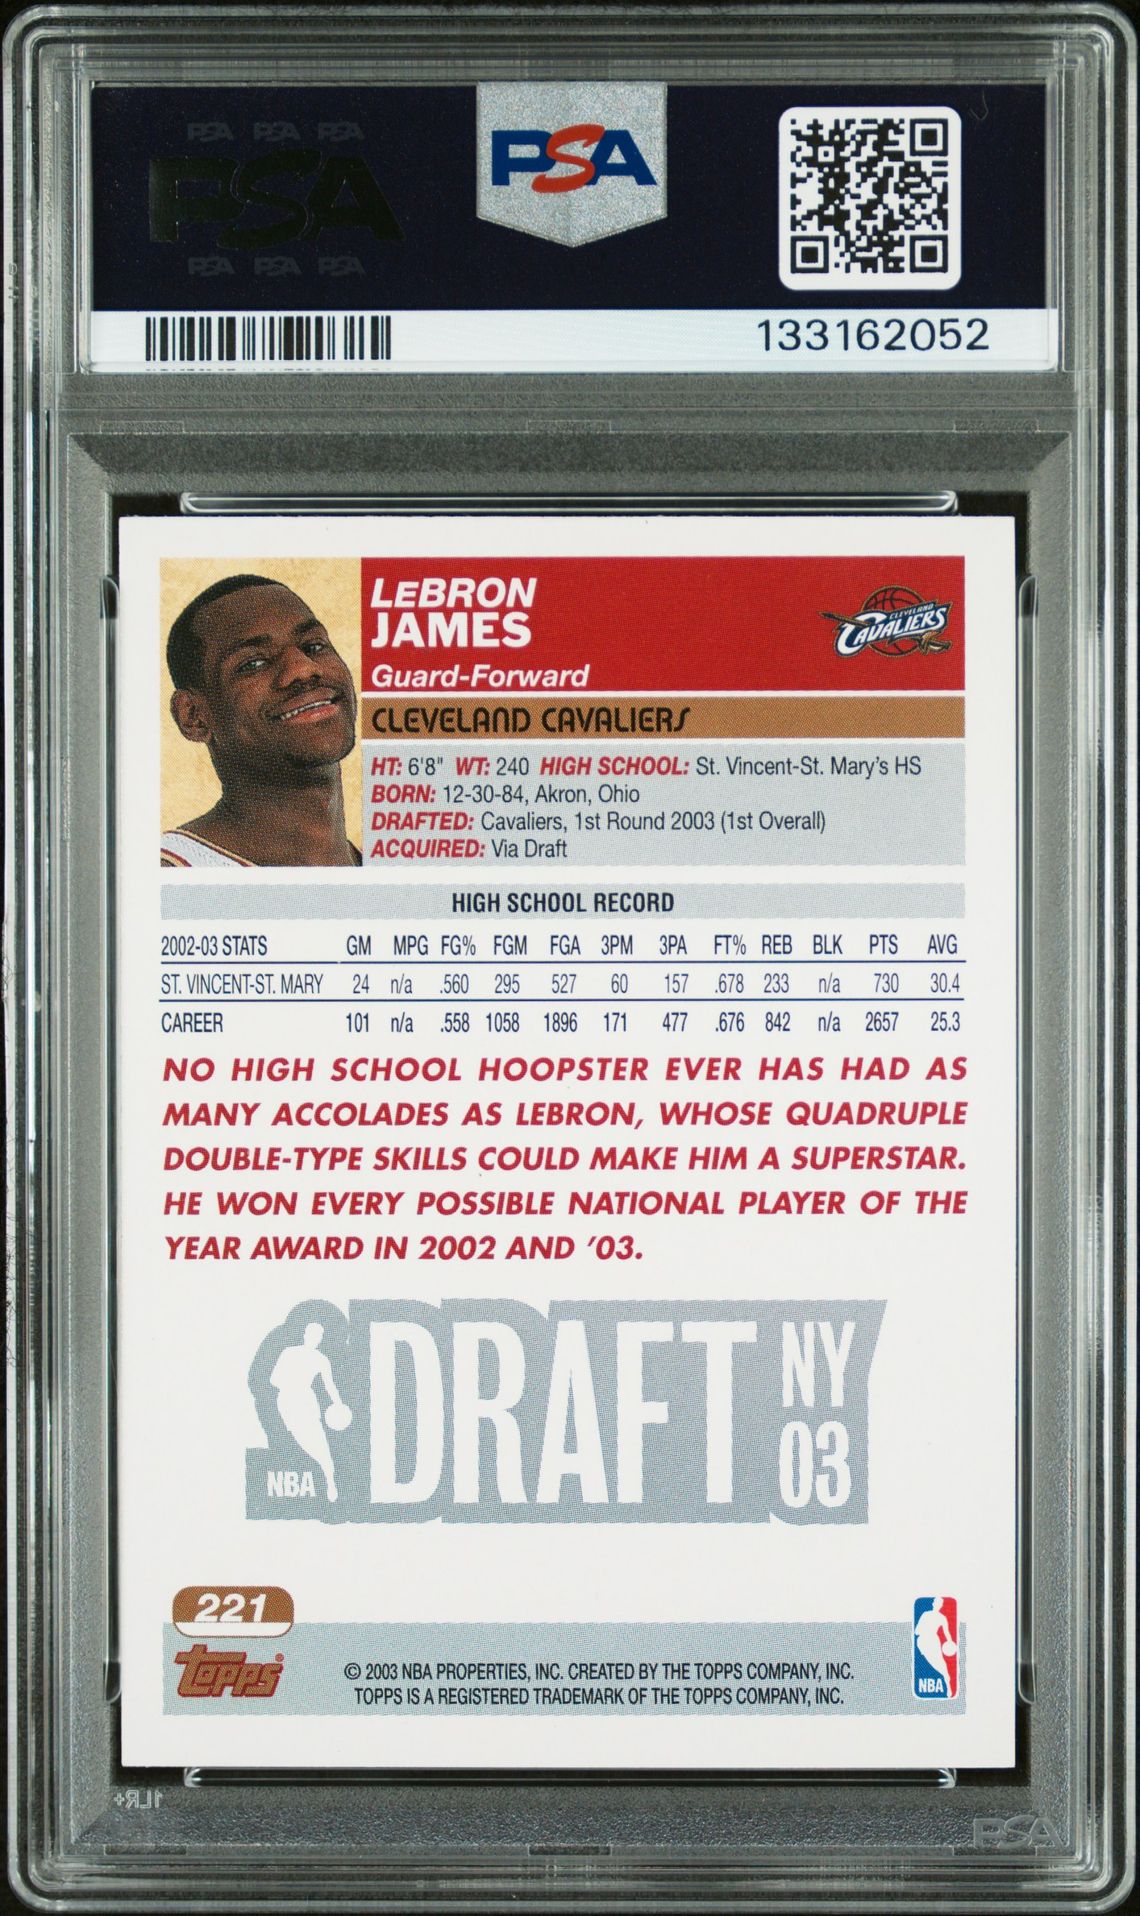 PSA PSA PSA
PSA
PSA PSA PSA
PSA
133162052
LEBRON
JAMES
Guard-Forward
CLEVELAND CAVALIERS
CLEVELAND
CAVALIERS
HT: 6'8" WT: 240 HIGH SCHOOL: St. Vincent-St. Mary's HS
BORN: 12-30-84, Akron, Ohio
DRAFTED: Cavaliers, 1st Round 2003 (1st Overall)
ACQUIRED: Via Draft
HIGH SCHOOL RECORD
2002-03 STATS GM MPG FG% FGM FGA 3PM 3PA FT% REB BLK PTS AVG
ST. VINCENT-ST. MARY 24 n/a .560 295 527 60 157 .678 233 n/a 730 30.4
CAREER 101 n/a .558 1058 1896 171 477 .676 842 n/a 2657 25.3
NO HIGH SCHOOL HOOPSTER EVER HAS HAD AS
MANY ACCOLADES AS LEBRON, WHOSE QUADRUPLE
DOUBLE-TYPE SKILLS COULD MAKE HIM A SUPERSTAR.
HE WON EVERY POSSIBLE NATIONAL PLAYER OF THE
YEAR AWARD IN 2002 AND '03.
NBA DRAFT NY
03
221
topps®
© 2003 NBA PROPERTIES, INC. CREATED BY THE TOPPS COMPANY, INC.
TOPPS IS A REGISTERED TRADEMARK OF THE TOPPS COMPANY, INC.
NBA
1LR+
PSA